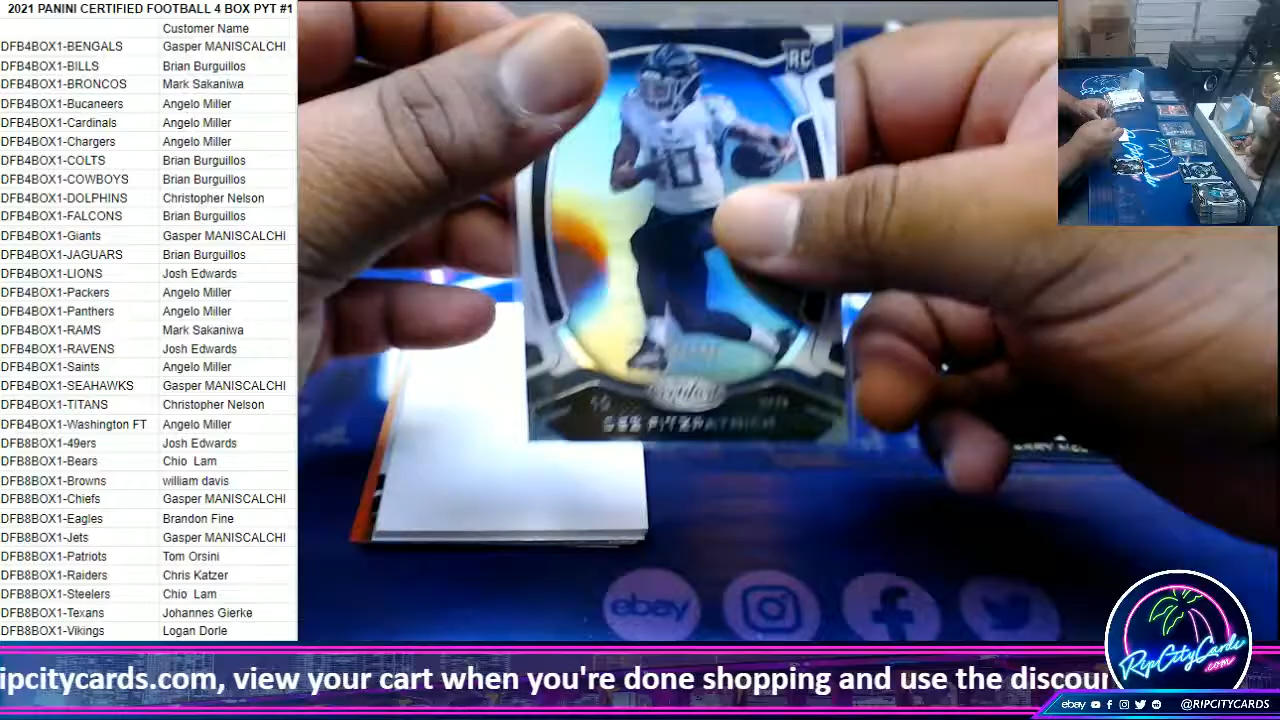 2021 PANINI CERTIFIED FOOTBALL 4 BOX PYT #1
Customer Name
DFB4BOX1-BENGALS Gasper MANISCALCHI
DFB4BOX1-BILLS Brian Burguillos
DFB4BOX1-BRONCOS Mark Sakaniwa
DFB4BOX1-Bucaneers Angelo Miller
DFB4BOX1-Cardinals Angelo Miller
DFB4BOX1-Chargers Angelo Miller
DFB4BOX1-COLTS Brian Burguillos
DFB4BOX1-COWBOYS Brian Burguillos
DFB4BOX1-DOLPHINS Christopher Nelson
DFB4BOX1-FALCONS Brian Burguillos
DFB4BOX1-Giants Gasper MANISCALCHI
DFB4BOX1-JAGUARS Brian Burguillos
DFB4BOX1-LIONS Josh Edwards
DFB4BOX1-Packers Angelo Miller
DFB4BOX1-Panthers Angelo Miller
DFB4BOX1-RAMS Mark Sakaniwa
DFB4BOX1-RAVENS Josh Edwards
DFB4BOX1-Saints Angelo Miller
DFB4BOX1-SEAHAWKS Gasper MANISCALCHI
DFB4BOX1-TITANS Christopher Nelson
DFB4BOX1-Washington FT Angelo Miller
DFB8BOX1-49ers Josh Edwards
DFB8BOX1-Bears Chio Lam
DFB8BOX1-Browns william davis
DFB8BOX1-Chiefs Gasper MANISCALCHI
DFB8BOX1-Eagles Brandon Fine
DFB8BOX1-Jets Gasper MANISCALCHI
DFB8BOX1-Patriots Tom Orsini
DFB8BOX1-Raiders Chris Katzer
DFB8BOX1-Steelers Chio Lam
DFB8BOX1-Texans Johannes Gierke
DFB8BOX1-Vikings Logan Dorle
RC
10
Certified
DEZ FITZPATRICK
ebay
RipCityCards
.com
ipcitycards.com, view your cart when you're done shopping and use the discou
ebay @RIPCITYCARDS